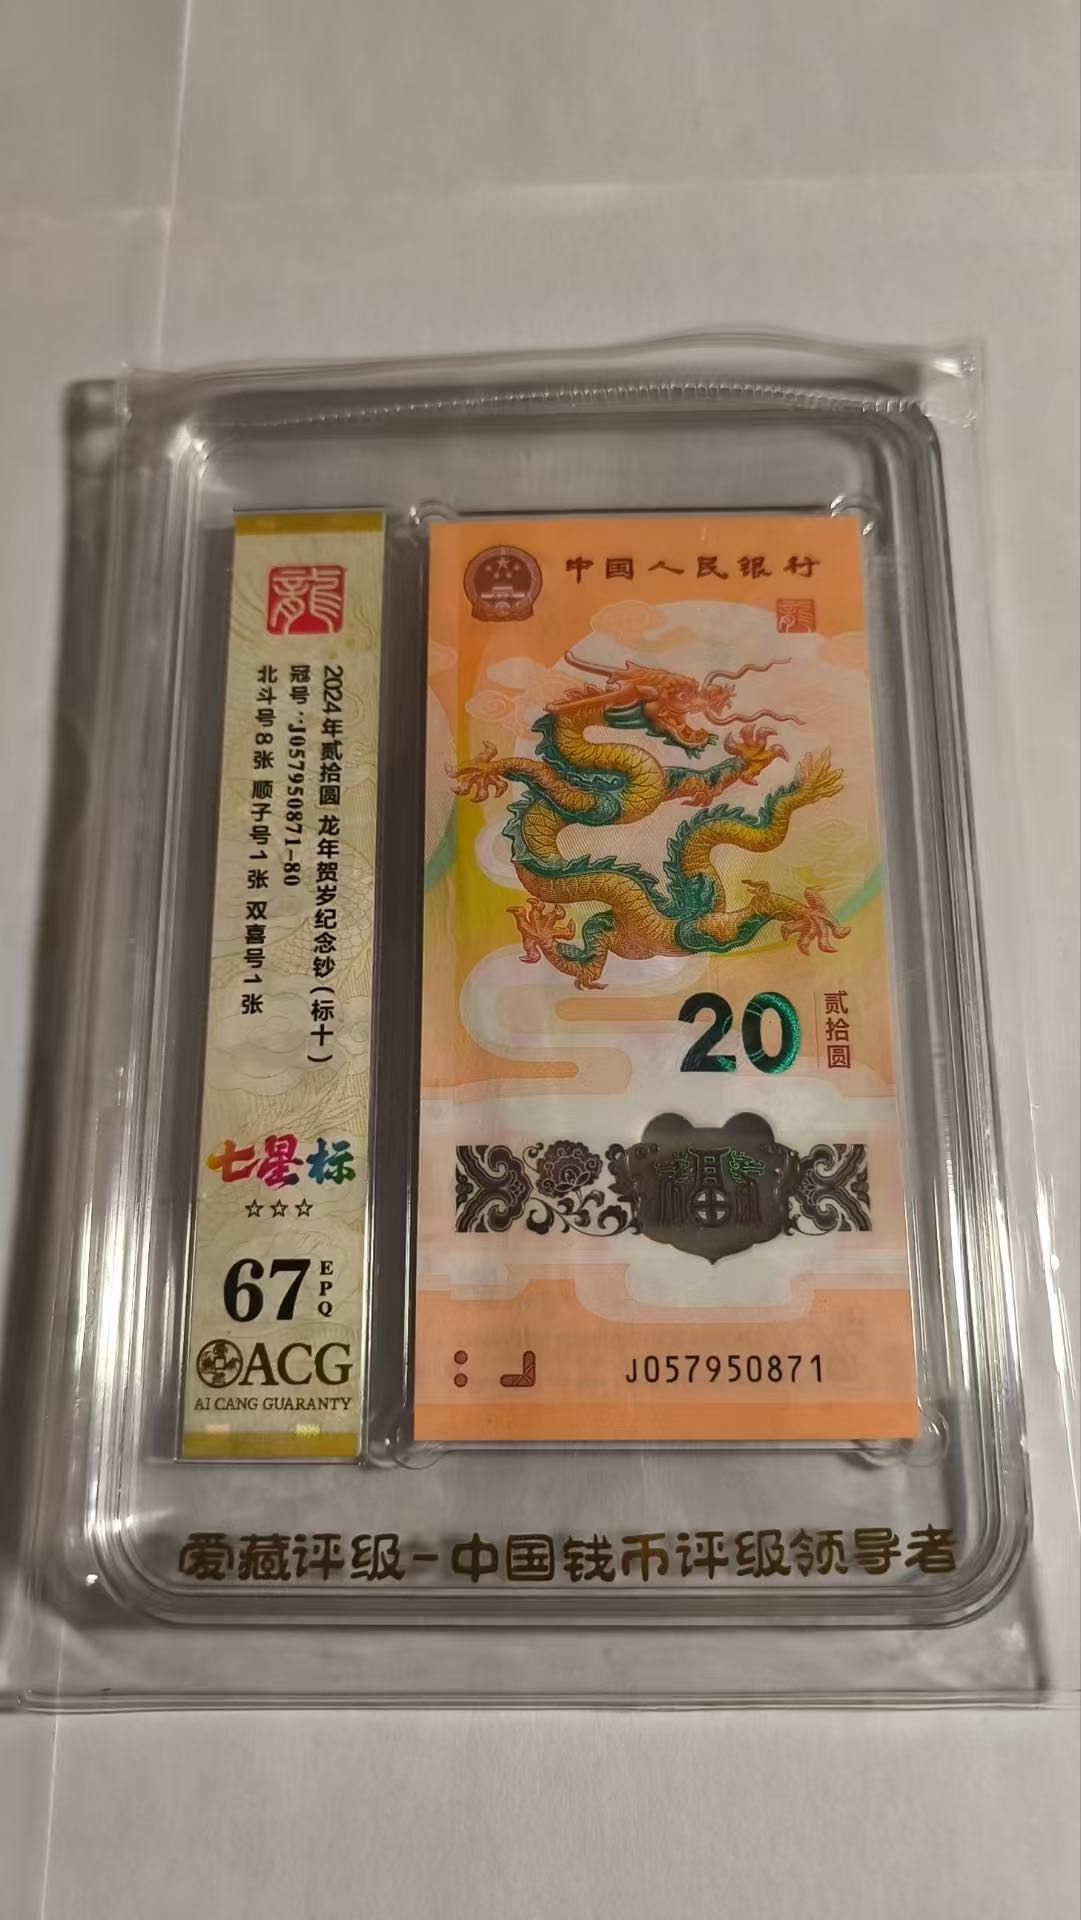 龍
2024年贰拾圆 龙年贺岁纪念钞(标十)
冠号:J057950871-80
北斗号8张 顺子号1张 双喜号1张
七星标
☆☆☆
67
EPQ
ACG
AI CANG GUARANTY
中国人民银行
龍
20
贰拾圆
J057950871
爱藏评级-中国钱币评级领导者